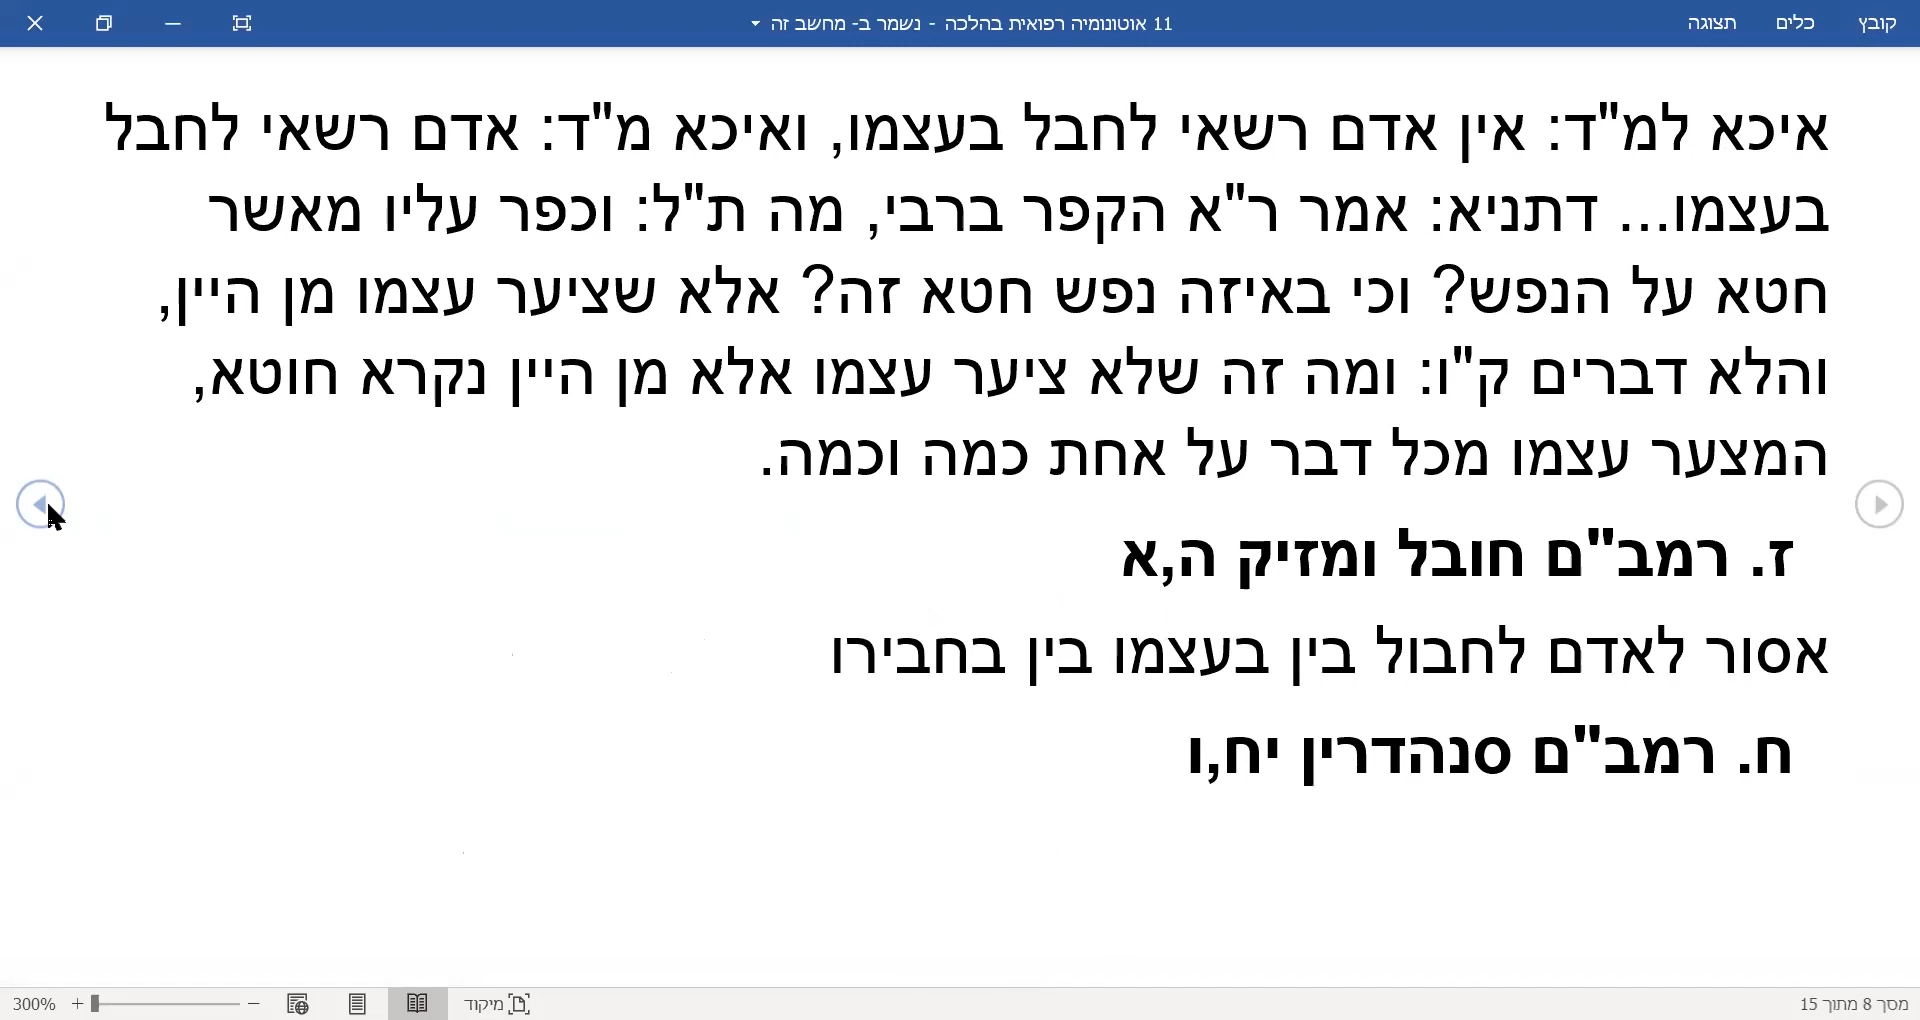 קובץ כלים תצוגה
11 אוטונומיה רפואית בהלכה - נשמר ב- מחשב זה
איכא למ"ד: אין אדם רשאי לחבל בעצמו, ואיכא מ"ד: אדם רשאי לחבל
בעצמו... דתניא: אמר ר"א הקפר ברבי, מה ת"ל: וכפר עליו מאשר
חטא על הנפש? וכי באיזה נפש חטא זה? אלא שציער עצמו מן היין,
והלא דברים ק"ו: ומה זה שלא ציער עצמו אלא מן היין נקרא חוטא,
המצער עצמו מכל דבר על אחת כמה וכמה.
ז. רמב"ם חובל ומזיק ה,א
אסור לאדם לחבול בין בעצמו בין בחבירו
ח. רמב"ם סנהדרין יח,ו
מסך 8 מתוך 15
מיקוד
300%